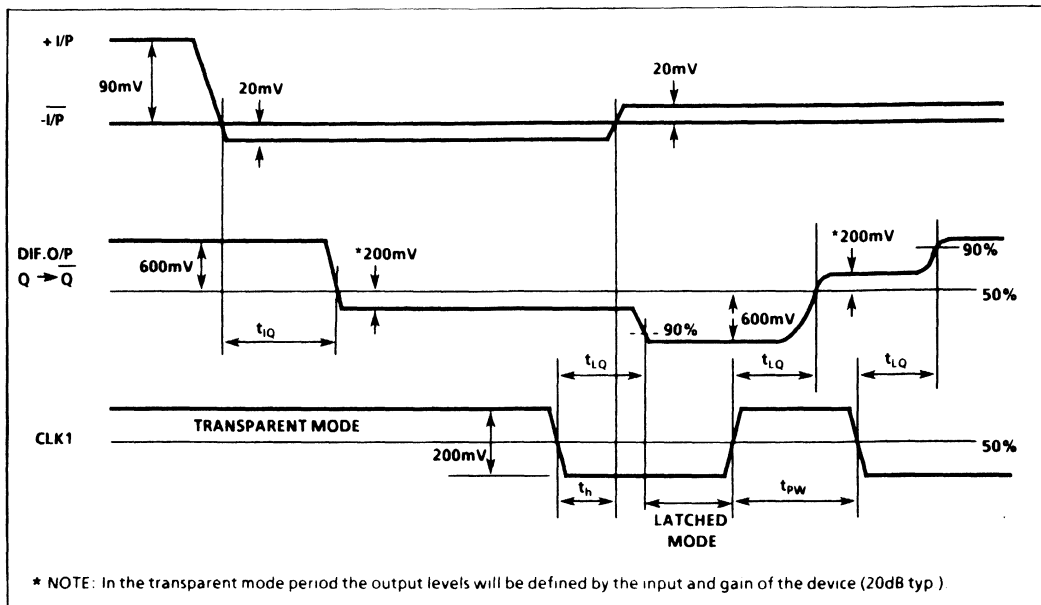 + I/P
90mV
20mV
20mV
-I/P
DIF.O/P
Q → Q
600mV
*200mV
*200mV
90%
50%
600mV
90%
tIQ
tLQ
tLQ
tLQ
TRANSPARENT MODE
CLK1
200mV
50%
th
tPW
LATCHED
MODE
* NOTE: In the transparent mode period the output levels will be defined by the input and gain of the device (20dB typ ).